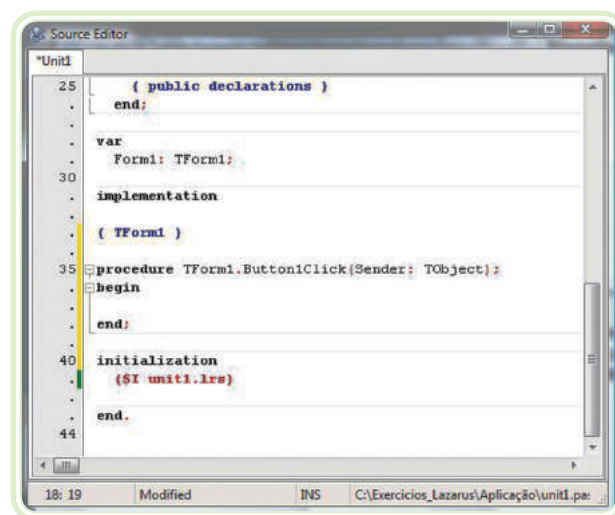 Source Editor
*Unit1
25 { public declarations }
. end;
.
. var
. Form1: TForm1;
30
. implementation
.
. { TForm1 }
.
35 procedure TForm1.Button1Click(Sender: TObject);
. begin
.
. end;
.
40 initialization
. {$I unit1.lrs}
.
. end.
44
18: 19 Modified INS C:\Exercicios_Lazarus\Aplicação\unit1.pas